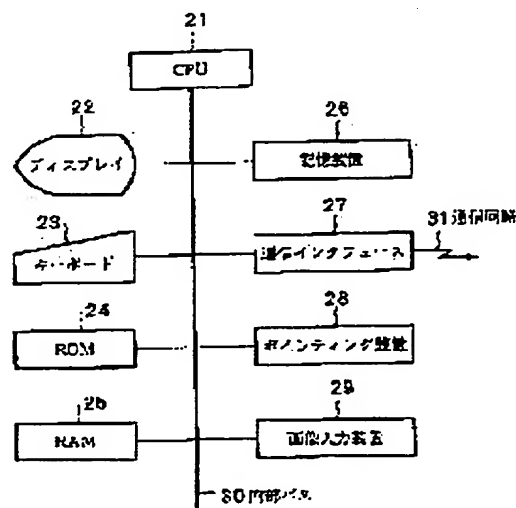 21
CPU
22
ディスプレイ
26
記憶装置
23
キーボード
27
通信インタフェース
31 通信回線
24
ROM
28
ポインティング装置
25
RAM
29
画像入力装置
30 内部バス